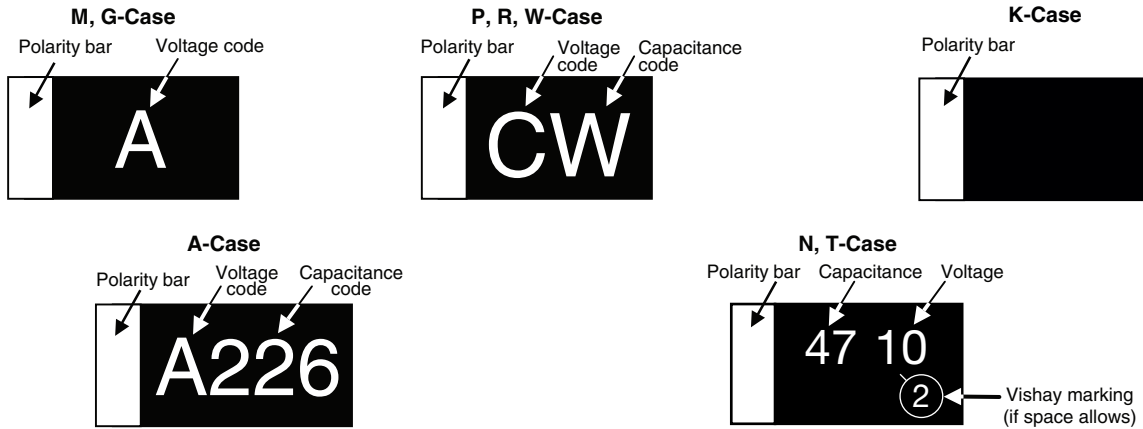 M, G-Case
Polarity bar
Voltage code
A
P, R, W-Case
Polarity bar
Voltage
code
Capacitance
code
CW
K-Case
Polarity bar
A-Case
Polarity bar
Voltage
code
Capacitance
code
A226
N, T-Case
Polarity bar
Capacitance
Voltage
47 10
2
Vishay marking
(if space allows)